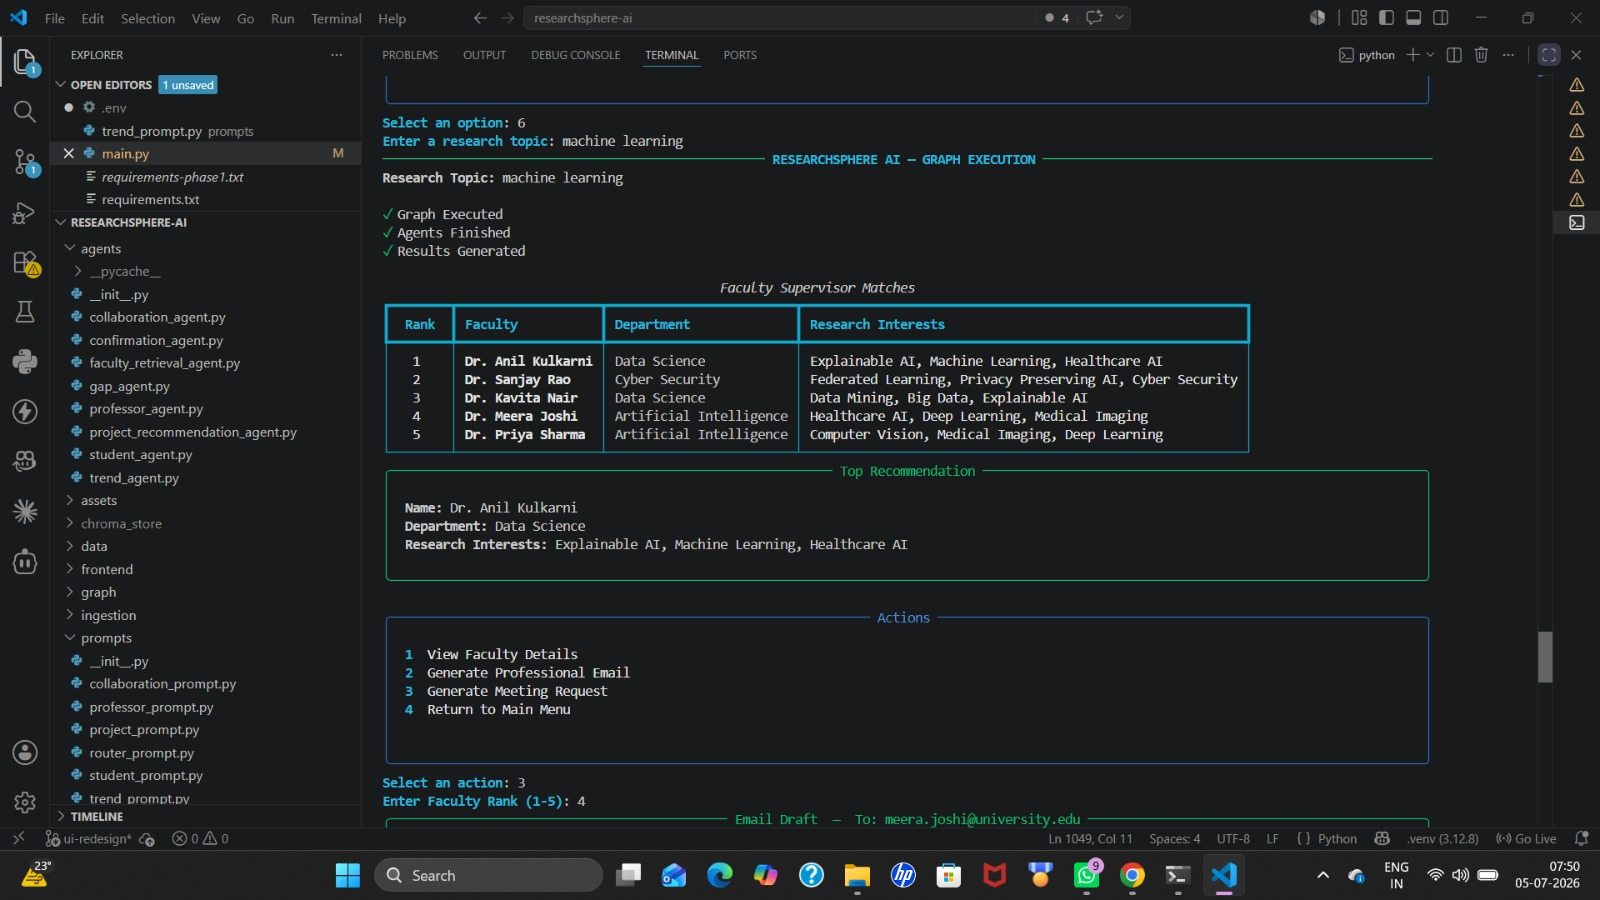 File Edit Selection View Go Run Terminal Help
researchsphere-ai
4
EXPLORER
OPEN EDITORS 1 unsaved
.env
trend_prompt.py prompts
main.py M
requirements-phase1.txt
requirements.txt
RESEARCHSPHERE-AI
agents
__pycache__
__init__.py
collaboration_agent.py
confirmation_agent.py
faculty_retrieval_agent.py
gap_agent.py
professor_agent.py
project_recommendation_agent.py
student_agent.py
trend_agent.py
assets
chroma_store
data
frontend
graph
ingestion
prompts
__init__.py
collaboration_prompt.py
professor_prompt.py
project_prompt.py
router_prompt.py
student_prompt.py
trend_prompt.py
TIMELINE
1
1
PROBLEMS OUTPUT DEBUG CONSOLE TERMINAL PORTS
python
Select an option: 6
Enter a research topic: machine learning
RESEARCHSPHERE AI — GRAPH EXECUTION
Research Topic: machine learning
✓ Graph Executed
✓ Agents Finished
✓ Results Generated
Faculty Supervisor Matches
Rank Faculty Department Research Interests
1 Dr. Anil Kulkarni Data Science Explainable AI, Machine Learning, Healthcare AI
2 Dr. Sanjay Rao Cyber Security Federated Learning, Privacy Preserving AI, Cyber Security
3 Dr. Kavita Nair Data Science Data Mining, Big Data, Explainable AI
4 Dr. Meera Joshi Artificial Intelligence Healthcare AI, Deep Learning, Medical Imaging
5 Dr. Priya Sharma Artificial Intelligence Computer Vision, Medical Imaging, Deep Learning
Top Recommendation
Name: Dr. Anil Kulkarni
Department: Data Science
Research Interests: Explainable AI, Machine Learning, Healthcare AI
Actions
1 View Faculty Details
2 Generate Professional Email
3 Generate Meeting Request
4 Return to Main Menu
Select an action: 3
Enter Faculty Rank (1-5): 4
Email Draft — To: meera.joshi@university.edu
ui-redesign* 0 0 Ln 1049, Col 11 Spaces: 4 UTF-8 LF { } Python .venv (3.12.8) Go Live
23°
Search
hp
9
ENG
IN
07:50
05-07-2026